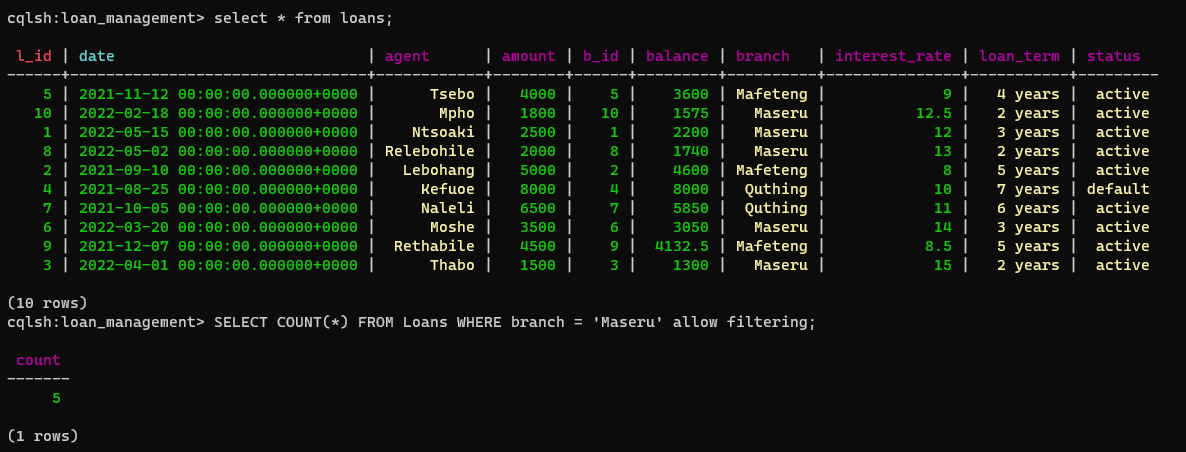 cqlsh:loan_management> select * from loans;
 l_id | date                            | agent      | amount | b_id | balance | branch   | interest_rate | loan_term | status
------+---------------------------------+------------+--------+------+---------+----------+---------------+-----------+---------
    5 | 2021-11-12 00:00:00.000000+0000 |      Tsebo |   4000 |    5 |    3600 | Mafeteng |             9 |   4 years |  active
   10 | 2022-02-18 00:00:00.000000+0000 |       Mpho |   1800 |   10 |    1575 |   Maseru |          12.5 |   2 years |  active
    1 | 2022-05-15 00:00:00.000000+0000 |    Ntsoaki |   2500 |    1 |    2200 |   Maseru |            12 |   3 years |  active
    8 | 2022-05-02 00:00:00.000000+0000 | Relebohile |   2000 |    8 |    1740 |   Maseru |            13 |   2 years |  active
    2 | 2021-09-10 00:00:00.000000+0000 |   Lebohang |   5000 |    2 |    4600 | Mafeteng |             8 |   5 years |  active
    4 | 2021-08-25 00:00:00.000000+0000 |     Kefuoe |   8000 |    4 |    8000 |  Quthing |            10 |   7 years | default
    7 | 2021-10-05 00:00:00.000000+0000 |     Naleli |   6500 |    7 |    5850 |  Quthing |            11 |   6 years |  active
    6 | 2022-03-20 00:00:00.000000+0000 |      Moshe |   3500 |    6 |    3050 |   Maseru |            14 |   3 years |  active
    9 | 2021-12-07 00:00:00.000000+0000 |  Rethabile |   4500 |    9 |  4132.5 | Mafeteng |           8.5 |   5 years |  active
    3 | 2022-04-01 00:00:00.000000+0000 |      Thabo |   1500 |    3 |    1300 |   Maseru |            15 |   2 years |  active
(10 rows)
cqlsh:loan_management> SELECT COUNT(*) FROM Loans WHERE branch = 'Maseru' allow filtering;
 count
-------
     5
(1 rows)